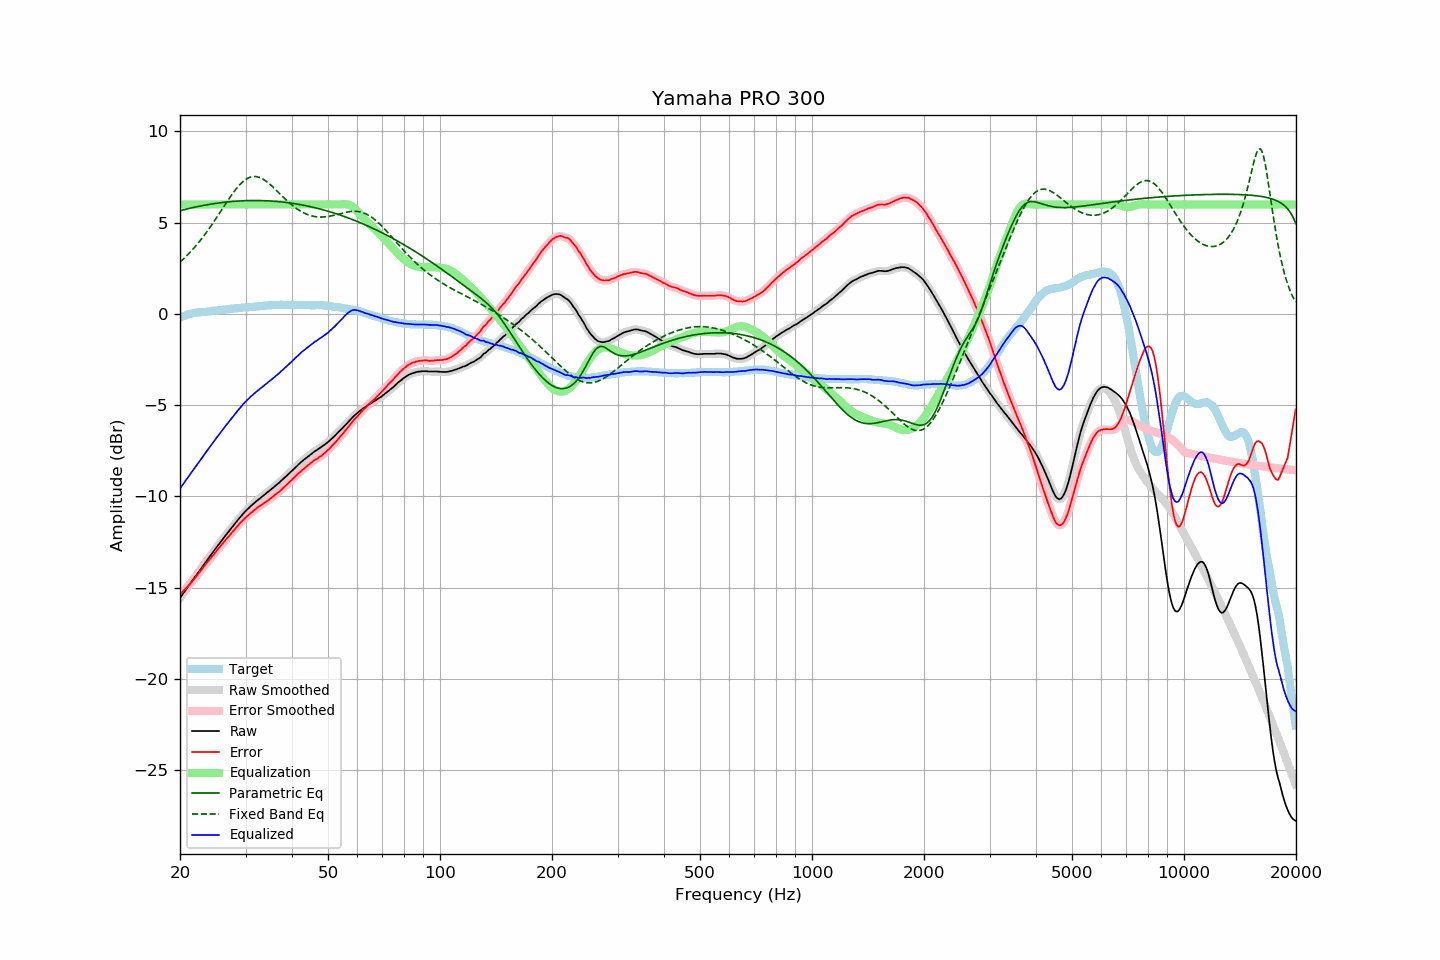 Yamaha PRO 300
10
5
0
−5
−10
−15
−20
−25
Amplitude (dBr)
Target
Raw Smoothed
Error Smoothed
Raw
Error
Equalization
Parametric Eq
Fixed Band Eq
Equalized
20 50 100 200 500 1000 2000 5000 10000 20000
Frequency (Hz)